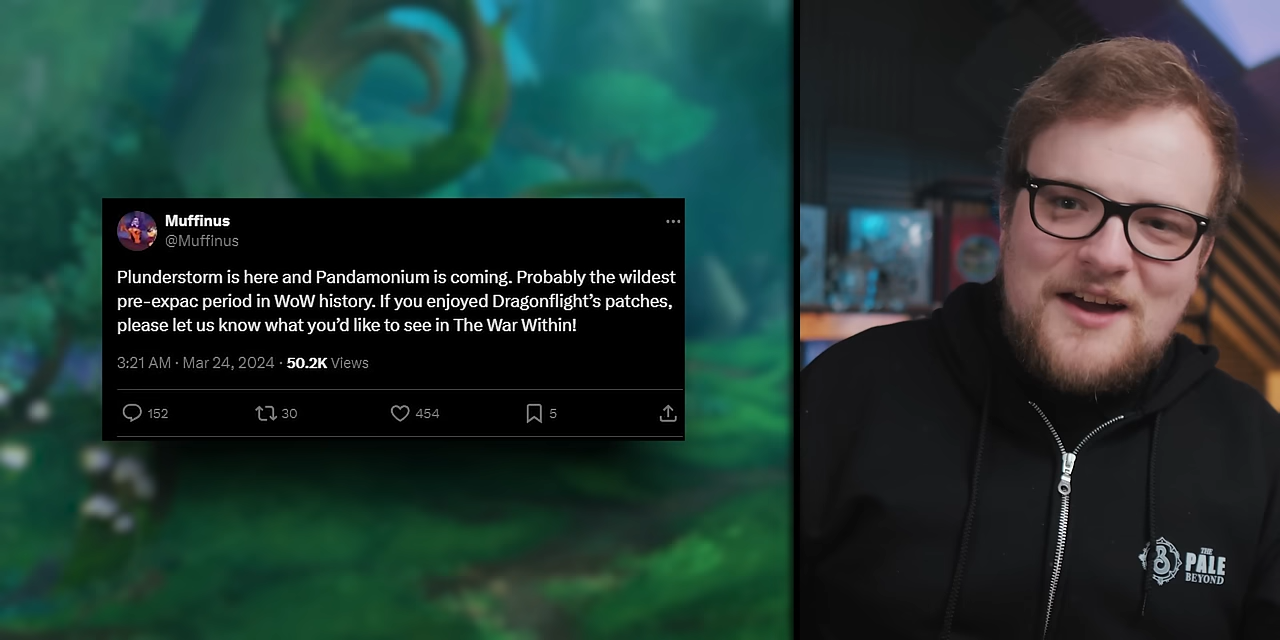 Muffinus
@Muffinus
Plunderstorm is here and Pandamonium is coming. Probably the wildest
pre-expac period in WoW history. If you enjoyed Dragonflight’s patches,
please let us know what you’d like to see in The War Within!
3:21 AM · Mar 24, 2024 · 50.2K Views
152 30 454 5
THE
PALE
BEYOND